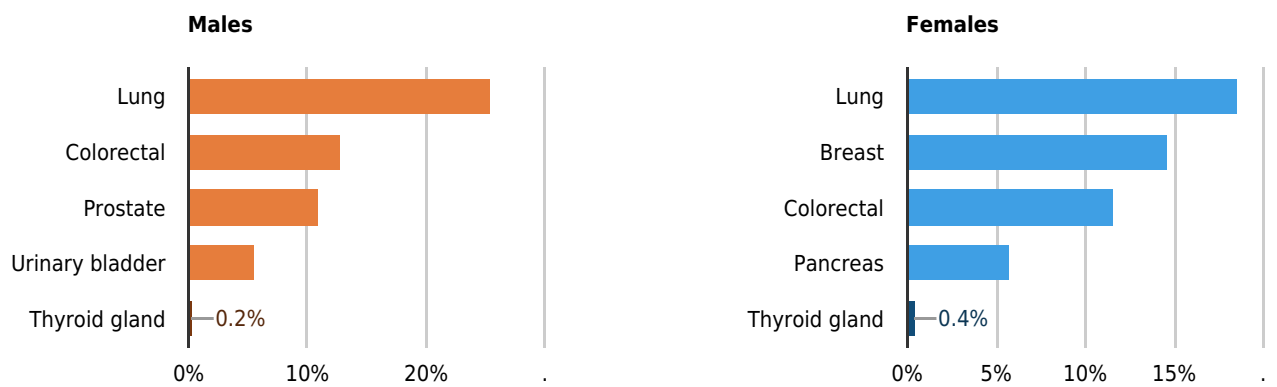 Males
Lung
Colorectal
Prostate
Urinary bladder
Thyroid gland
0.2%
0% 10% 20% .
Females
Lung
Breast
Colorectal
Pancreas
Thyroid gland
0.4%
0% 5% 10% 15% .